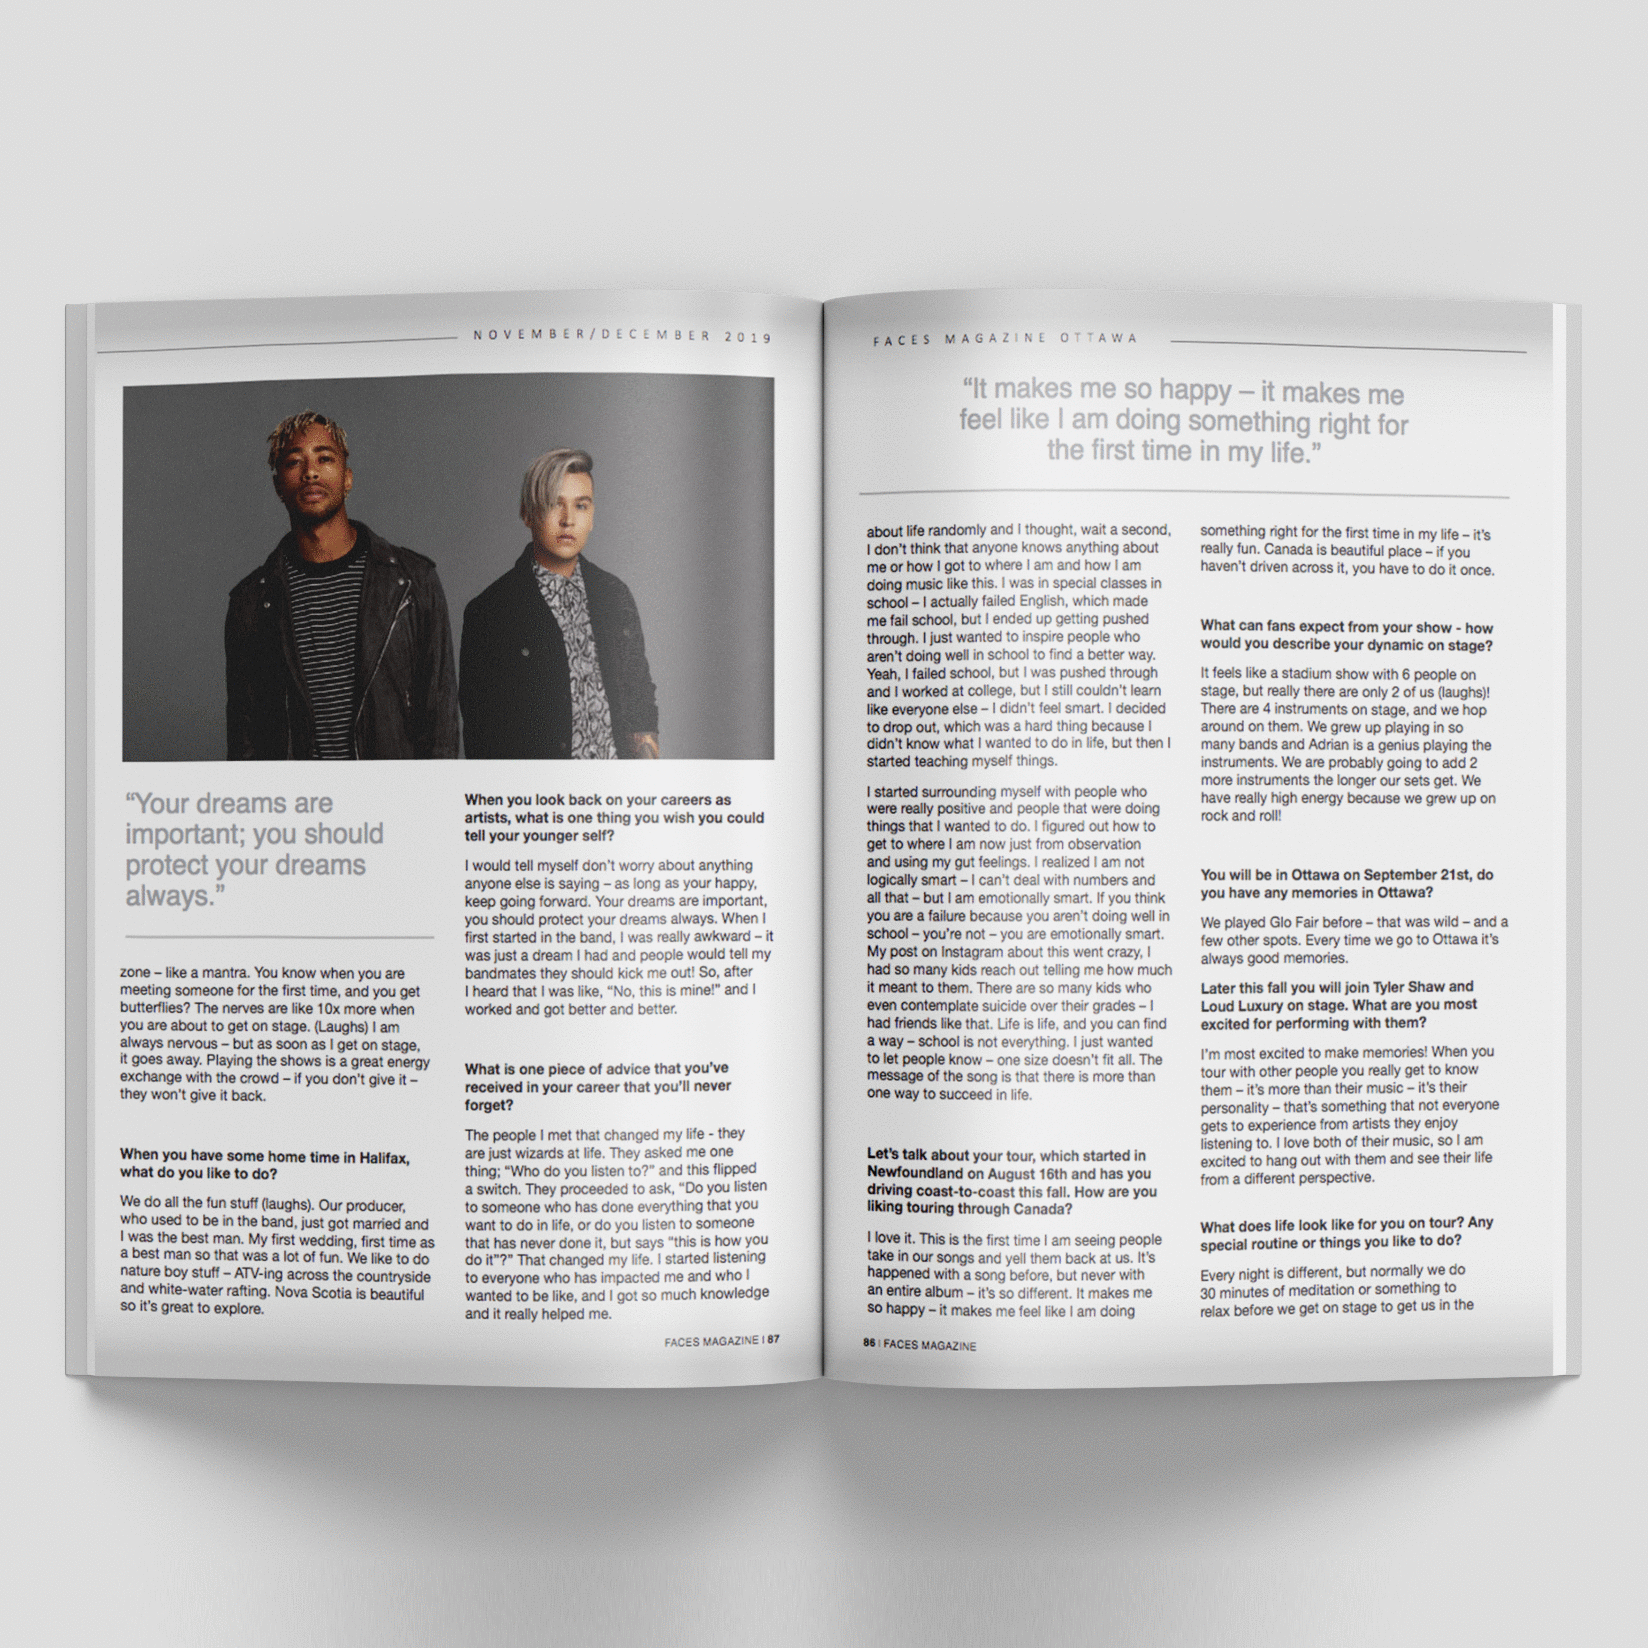 NOVEMBER/DECEMBER 2019
“Your dreams are
important; you should
protect your dreams
always.”
zone – like a mantra. You know when you are
meeting someone for the first time, and you get
butterflies? The nerves are like 10x more when
you are about to get on stage. (Laughs) I am
always nervous – but as soon as I get on stage,
it goes away. Playing the shows is a great energy
exchange with the crowd – if you don’t give it –
they won’t give it back.
When you have some home time in Halifax,
what do you like to do?
We do all the fun stuff (laughs). Our producer,
who used to be in the band, just got married and
I was the best man. My first wedding, first time as
a best man so that was a lot of fun. We like to do
nature boy stuff – ATV-ing across the countryside
and white-water rafting. Nova Scotia is beautiful
so it’s great to explore.
When you look back on your careers as
artists, what is one thing you wish you could
tell your younger self?
I would tell myself don’t worry about anything
anyone else is saying – as long as your happy,
keep going forward. Your dreams are important,
you should protect your dreams always. When I
first started in the band, I was really awkward – it
was just a dream I had and people would tell my
bandmates they should kick me out! So, after
I heard that I was like, “No, this is mine!” and I
worked and got better and better.
What is one piece of advice that you’ve
received in your career that you’ll never
forget?
The people I met that changed my life - they
are just wizards at life. They asked me one
thing; “Who do you listen to?” and this flipped
a switch. They proceeded to ask, “Do you listen
to someone who has done everything that you
want to do in life, or do you listen to someone
that has never done it, but says “this is how you
do it”?” That changed my life. I started listening
to everyone who has impacted me and who I
wanted to be like, and I got so much knowledge
and it really helped me.
FACES MAGAZINE | 87
FACES MAGAZINE OTTAWA
“It makes me so happy – it makes me
feel like I am doing something right for
the first time in my life.”
about life randomly and I thought, wait a second,
I don’t think that anyone knows anything about
me or how I got to where I am and how I am
doing music like this. I was in special classes in
school – I actually failed English, which made
me fail school, but I ended up getting pushed
through. I just wanted to inspire people who
aren’t doing well in school to find a better way.
Yeah, I failed school, but I was pushed through
and I worked at college, but I still couldn’t learn
like everyone else – I didn’t feel smart. I decided
to drop out, which was a hard thing because I
didn’t know what I wanted to do in life, but then I
started teaching myself things.
I started surrounding myself with people who
were really positive and people that were doing
things that I wanted to do. I figured out how to
get to where I am now just from observation
and using my gut feelings. I realized I am not
logically smart – I can’t deal with numbers and
all that – but I am emotionally smart. If you think
you are a failure because you aren’t doing well in
school – you’re not – you are emotionally smart.
My post on Instagram about this went crazy, I
had so many kids reach out telling me how much
it meant to them. There are so many kids who
even contemplate suicide over their grades – I
had friends like that. Life is life, and you can find
a way – school is not everything. I just wanted
to let people know – one size doesn’t fit all. The
message of the song is that there is more than
one way to succeed in life.
Let’s talk about your tour, which started in
Newfoundland on August 16th and has you
driving coast-to-coast this fall. How are you
liking touring through Canada?
I love it. This is the first time I am seeing people
take in our songs and yell them back at us. It’s
happened with a song before, but never with
an entire album – it’s so different. It makes me
so happy – it makes me feel like I am doing
something right for the first time in my life – it’s
really fun. Canada is beautiful place – if you
haven’t driven across it, you have to do it once.
What can fans expect from your show - how
would you describe your dynamic on stage?
It feels like a stadium show with 6 people on
stage, but really there are only 2 of us (laughs)!
There are 4 instruments on stage, and we hop
around on them. We grew up playing in so
many bands and Adrian is a genius playing the
instruments. We are probably going to add 2
more instruments the longer our sets get. We
have really high energy because we grew up on
rock and roll!
You will be in Ottawa on September 21st, do
you have any memories in Ottawa?
We played Glo Fair before – that was wild – and a
few other spots. Every time we go to Ottawa it’s
always good memories.
Later this fall you will join Tyler Shaw and
Loud Luxury on stage. What are you most
excited for performing with them?
I’m most excited to make memories! When you
tour with other people you really get to know
them – it’s more than their music – it’s their
personality – that’s something that not everyone
gets to experience from artists they enjoy
listening to. I love both of their music, so I am
excited to hang out with them and see their life
from a different perspective.
What does life look like for you on tour? Any
special routine or things you like to do?
Every night is different, but normally we do
30 minutes of meditation or something to
relax before we get on stage to get us in the
86 | FACES MAGAZINE